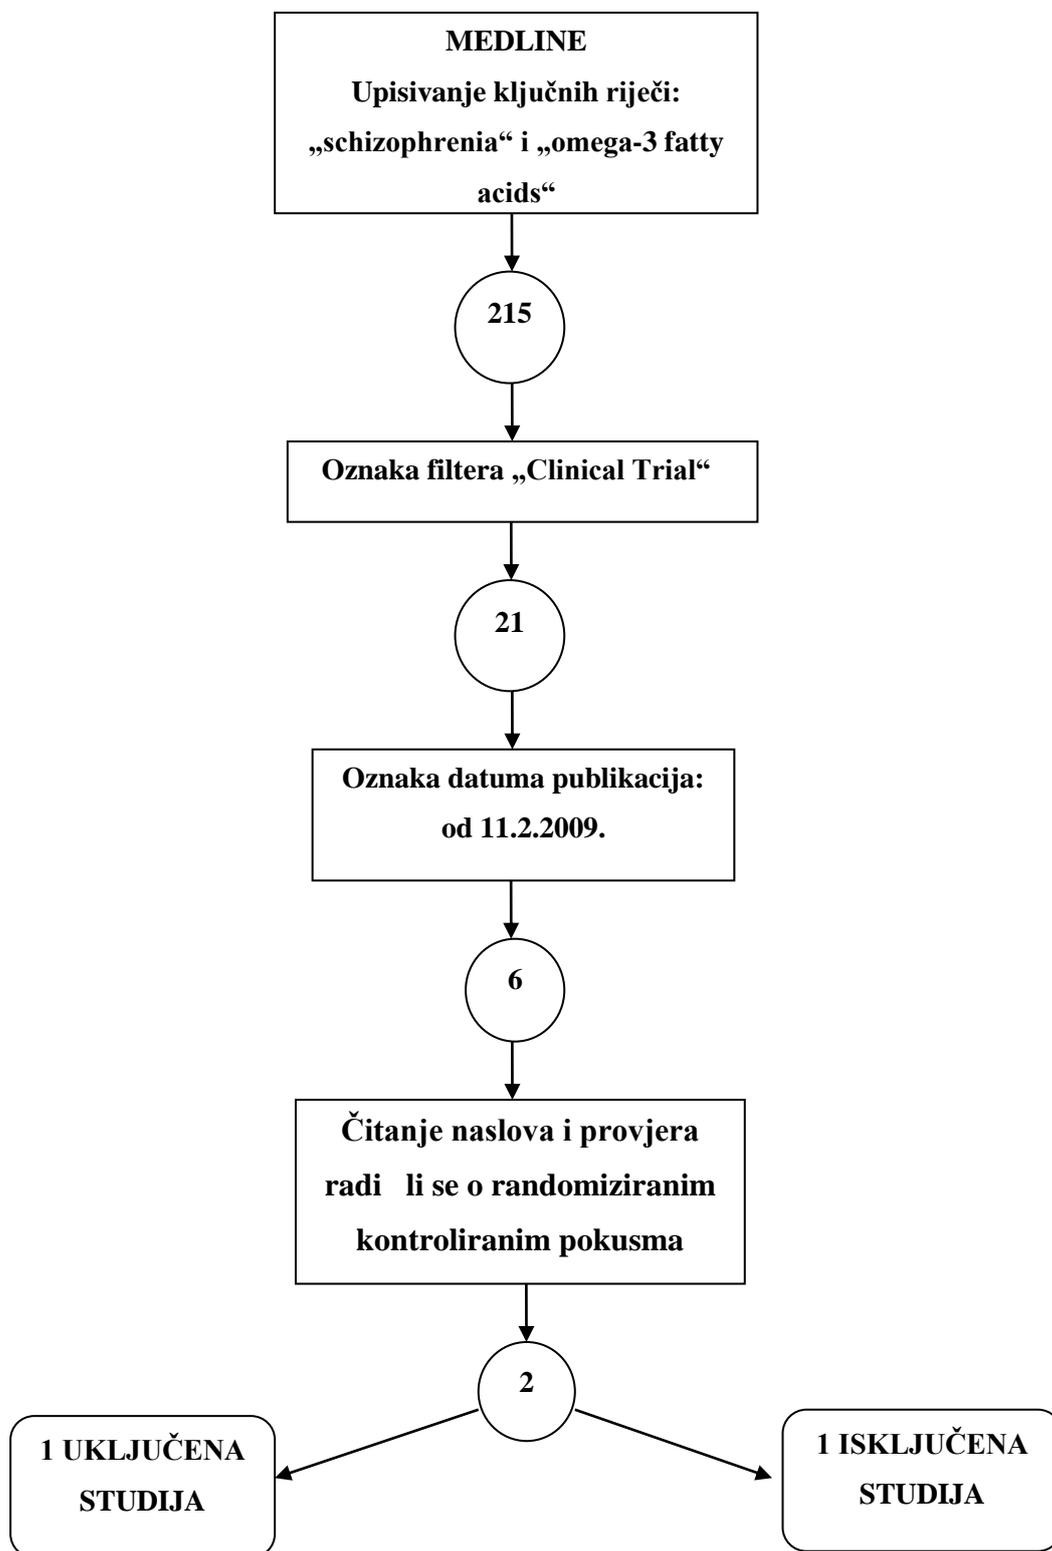 MEDLINE
Upisivanje ključnih riječi:
„schizophrenia“ i „omega-3 fatty
acids“
215
Oznaka filtera „Clinical Trial“
21
Oznaka datuma publikacija:
od 11.2.2009.
6
Čitanje naslova i provjera
radi li se o randomiziranim
kontroliranim pokusma
2
1 UKLJUČENA
STUDIJA
1 ISKLJUČENA
STUDIJA